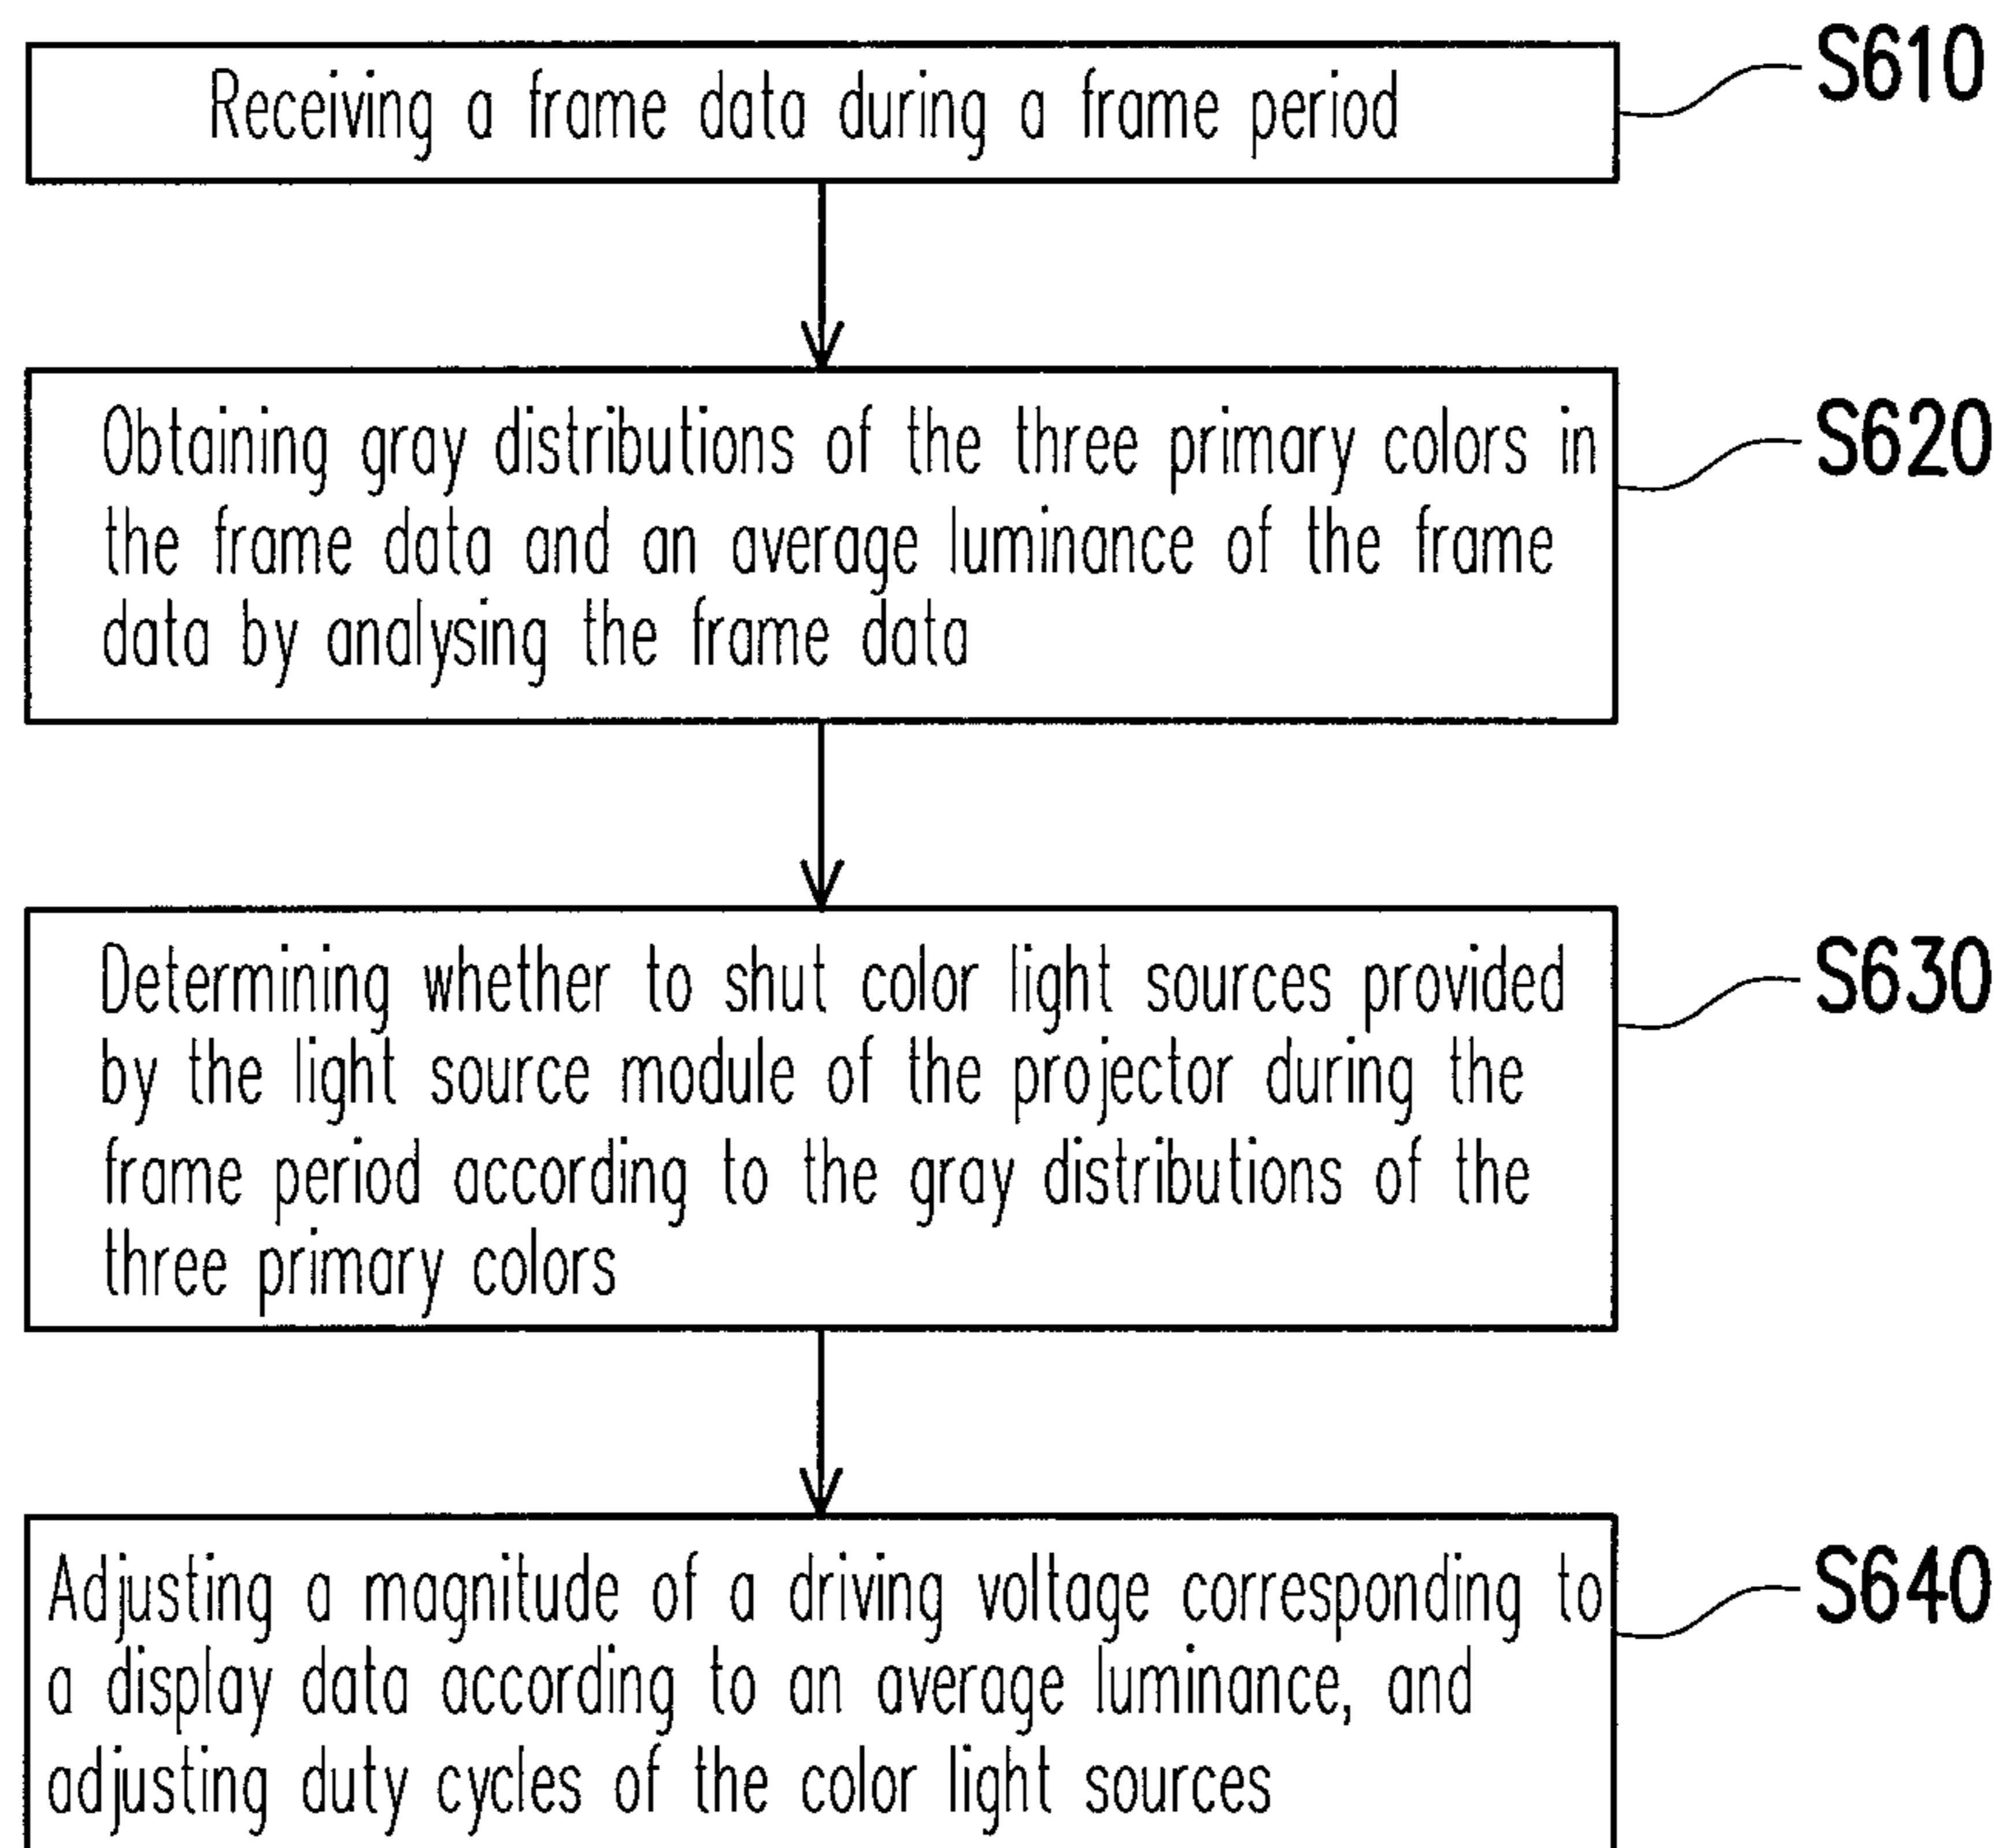 Receiving a frame data during a frame period
S610
Obtaining gray distributions of the three primary colors in
the frame data and an average luminance of the frame
data by analysing the frame data
S620
Determining whether to shut color light sources provided
by the light source module of the projector during the
frame period according to the gray distributions of the
three primary colors
S630
Adjusting a magnitude of a driving voltage corresponding to
a display data according to an average luminance, and
adjusting duty cycles of the color light sources
S640